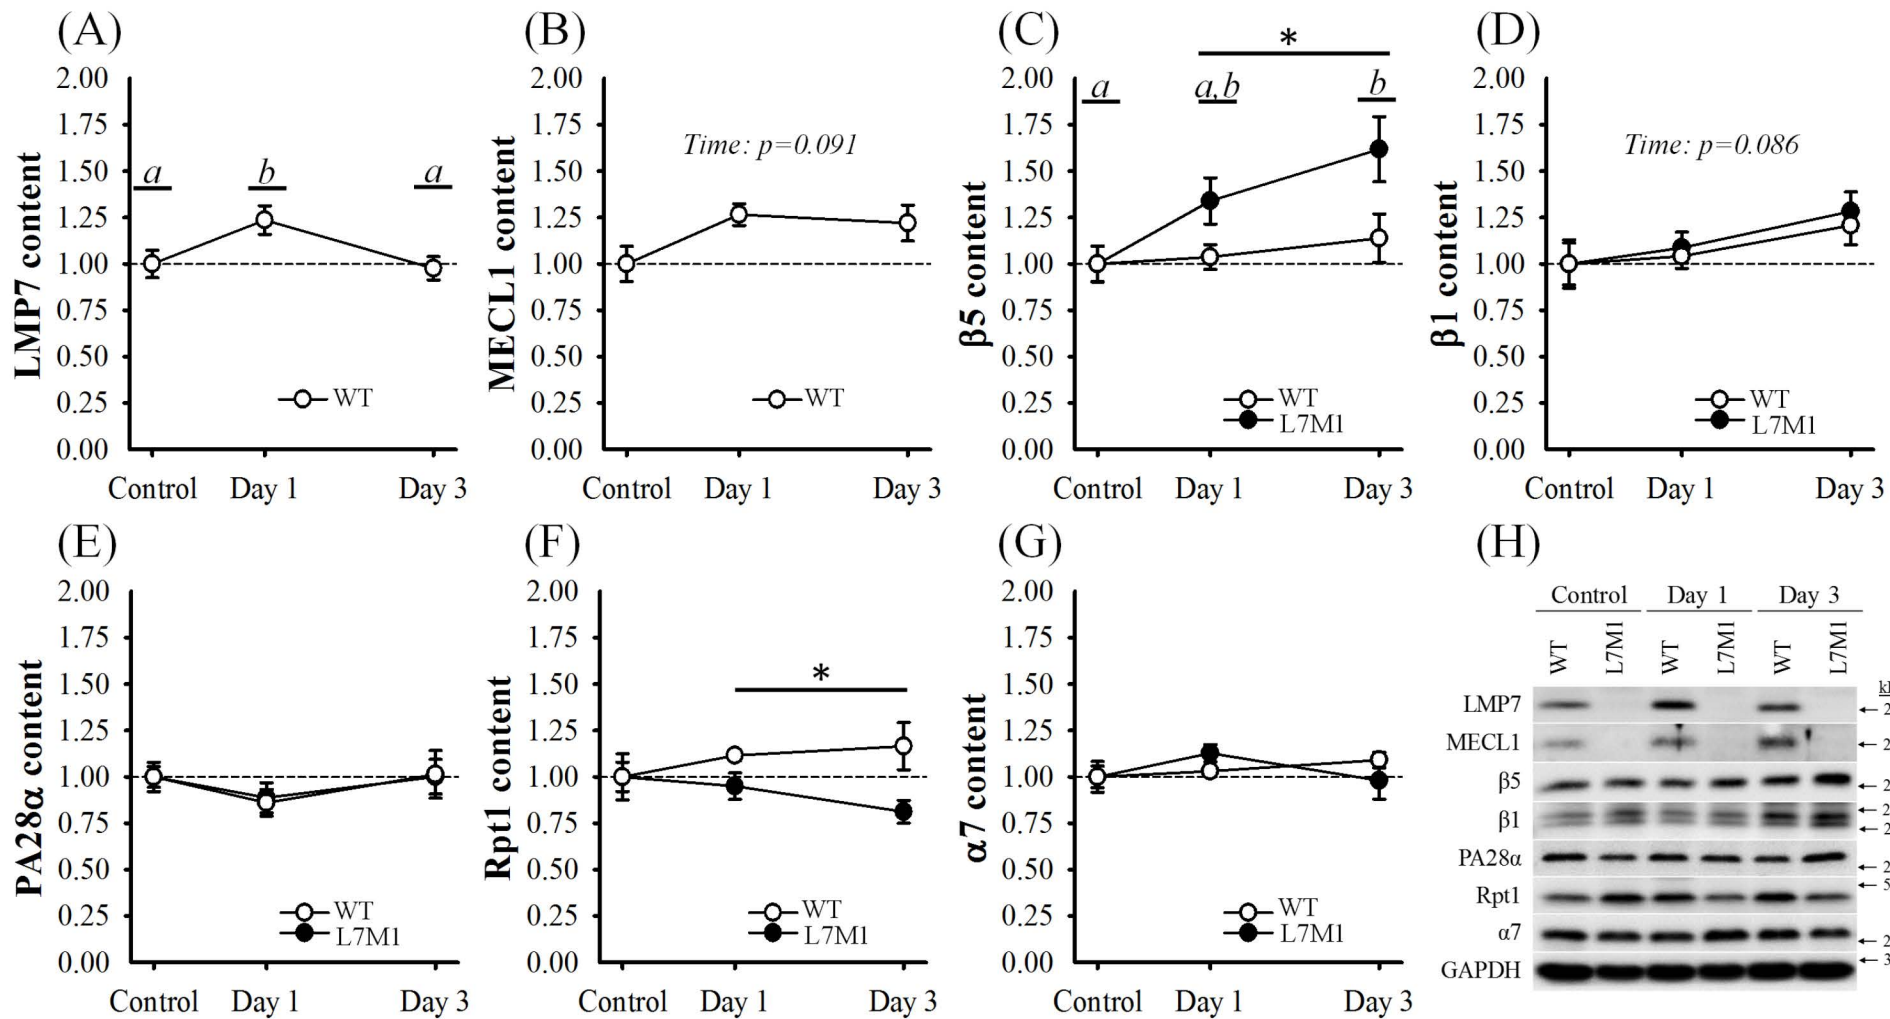 (A)
2.00
1.75
1.50
1.25
1.00
0.75
0.50
0.25
0.00
LMP7 content
a
b
a
WT
Control Day 1 Day 3
(B)
2.00
1.75
1.50
1.25
1.00
0.75
0.50
0.25
0.00
MECL1 content
Time: p=0.091
WT
Control Day 1 Day 3
(C)
2.00
1.75
1.50
1.25
1.00
0.75
0.50
0.25
0.00
β5 content
*
a
a,b
b
WT
L7M1
Control Day 1 Day 3
(D)
2.00
1.75
1.50
1.25
1.00
0.75
0.50
0.25
0.00
β1 content
Time: p=0.086
WT
L7M1
Control Day 1 Day 3
(E)
2.00
1.75
1.50
1.25
1.00
0.75
0.50
0.25
0.00
PA28α content
WT
L7M1
Control Day 1 Day 3
(F)
2.00
1.75
1.50
1.25
1.00
0.75
0.50
0.25
0.00
Rpt1 content
*
WT
L7M1
Control Day 1 Day 3
(G)
2.00
1.75
1.50
1.25
1.00
0.75
0.50
0.25
0.00
α7 content
WT
L7M1
Control Day 1 Day 3
(H)
Control Day 1 Day 3
WT L7M1 WT L7M1 WT L7M1
LMP7
MECL1
β5
β1
PA28α
Rpt1
α7
GAPDH